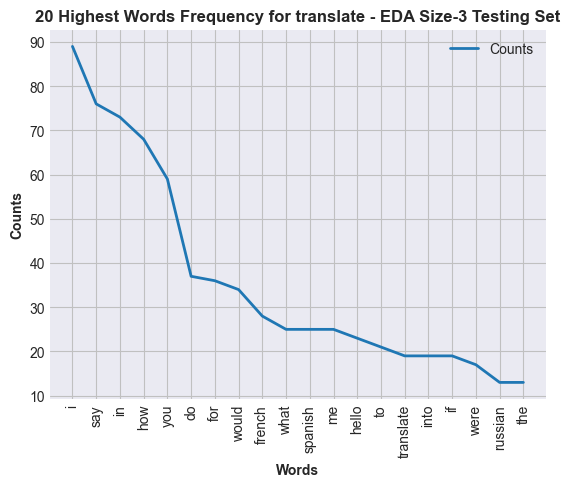 20 Highest Words Frequency for translate - EDA Size-3 Testing Set
Counts
90
80
70
60
50
40
30
20
10
Counts
i
say
in
how
you
do
for
would
french
what
spanish
me
hello
to
translate
into
if
were
russian
the
Words